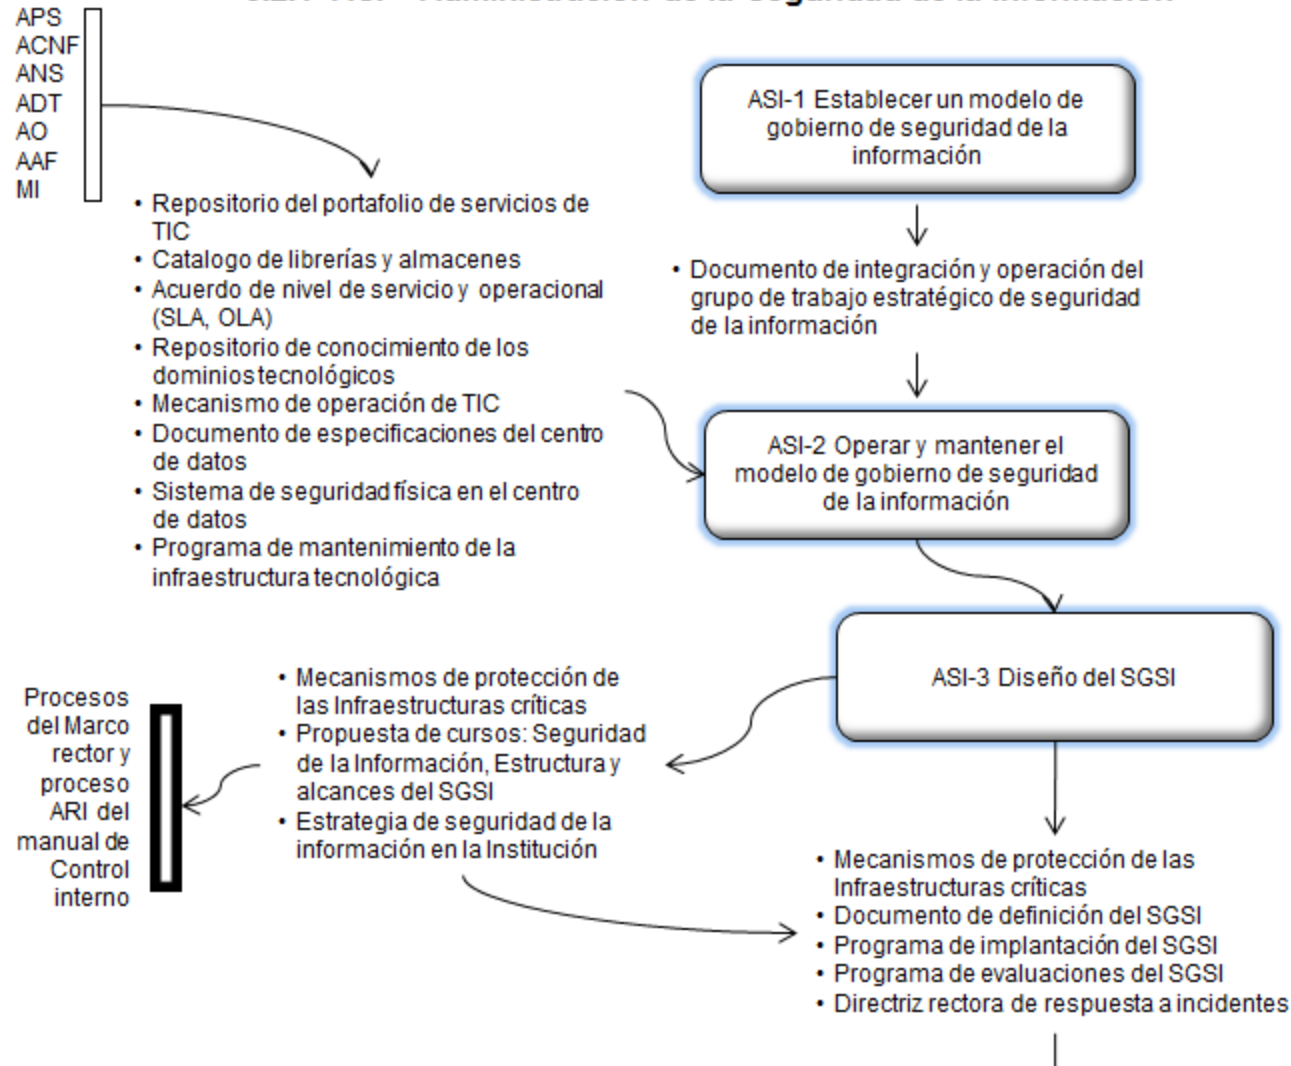 APS
ACNF
ANS
ADT
AO
AAF
MI
ASI-1 Establecer un modelo de
gobierno de seguridad de la
información
• Repositorio del portafolio de servicios de
TIC
• Catalogo de librerías y almacenes
• Acuerdo de nivel de servicio y operacional
(SLA, OLA)
• Repositorio de conocimiento de los
dominios tecnológicos
• Mecanismo de operación de TIC
• Documento de especificaciones del centro
de datos
• Sistema de seguridad física en el centro
de datos
• Programa de mantenimiento de la
infraestructura tecnológica
• Documento de integración y operación del
grupo de trabajo estratégico de seguridad
de la información
ASI-2 Operar y mantener el
modelo de gobierno de seguridad
de la información
ASI-3 Diseño del SGSI
• Mecanismos de protección de
las Infraestructuras críticas
• Propuesta de cursos: Seguridad
de la Información, Estructura y
alcances del SGSI
• Estrategia de seguridad de la
información en la Institución
Procesos
del Marco
rector y
proceso
ARI del
manual de
Control
interno
• Mecanismos de protección de las
Infraestructuras críticas
• Documento de definición del SGSI
• Programa de implantación del SGSI
• Programa de evaluaciones del SGSI
• Directriz rectora de respuesta a incidentes